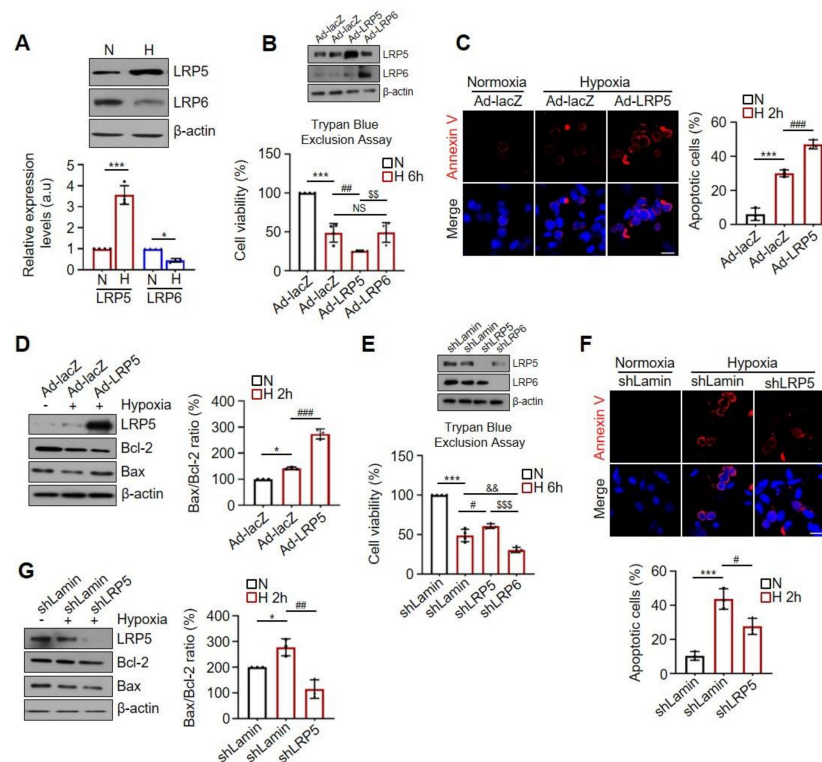 A
N H
LRP5
LRP6
β-actin
Relative expression
levels (a.u)
5
4
3
2
1
0
***
*
N H N H
LRP5 LRP6
B
Ad-lacZ
Ad-lacZ
Ad-LRP5
Ad-LRP6
LRP5
LRP6
β-actin
Trypan Blue
Exclusion Assay
Cell viability (%)
150
100
50
0
N
H 6h
***
##
$$
NS
Ad-lacZ
Ad-lacZ
Ad-LRP5
Ad-LRP6
C
Normoxia Hypoxia
Ad-lacZ Ad-lacZ Ad-LRP5
Annexin V
Merge
Apoptotic cells (%)
60
40
20
0
N
H 2h
***
###
Ad-lacZ
Ad-lacZ
Ad-LRP5
D
Ad-lacZ
Ad-lacZ
Ad-LRP5
- + + Hypoxia
LRP5
Bcl-2
Bax
β-actin
Bax/Bcl-2 ratio (%)
400
300
200
100
0
N
H 2h
*
###
Ad-lacZ
Ad-lacZ
Ad-LRP5
E
shLamin
shLamin
shLRP5
shLRP6
LRP5
LRP6
β-actin
Trypan Blue
Exclusion Assay
Cell viability (%)
150
100
50
0
N
H 6h
***
&&
#
$$$
shLamin
shLamin
shLRP5
shLRP6
F
Normoxia Hypoxia
shLamin shLamin shLRP5
Annexin V
Merge
Apoptotic cells (%)
60
40
20
0
N
H 2h
***
#
shLamin
shLamin
shLRP5
G
shLamin
shLamin
shLRP5
- + + Hypoxia
LRP5
Bcl-2
Bax
β-actin
Bax/Bcl-2 ratio (%)
400
300
200
100
0
N
H 2h
*
##
shLamin
shLamin
shLRP5